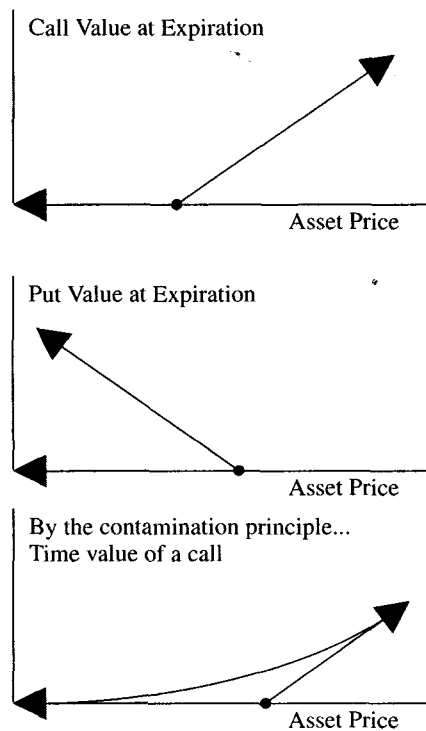 Call Value at Expiration
Asset Price
Put Value at Expiration
Asset Price
By the contamination principle...
Time value of a call
Asset Price